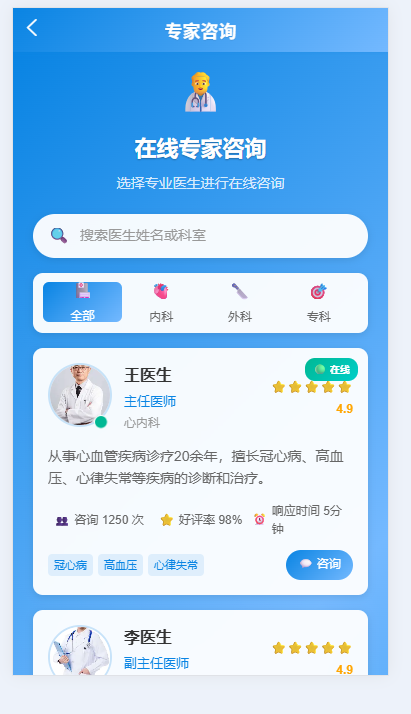 专家咨询
在线专家咨询
选择专业医生进行在线咨询
搜索医生姓名或科室
全部
内科
外科
专科
在线
王医生
主任医师
4.9
心内科
从事心血管疾病诊疗20余年，擅长冠心病、高血
压、心律失常等疾病的诊断和治疗。
咨询 1250 次
好评率 98%
响应时间 5分
钟
冠心病
高血压
心律失常
咨询
李医生
副主任医师
4.9